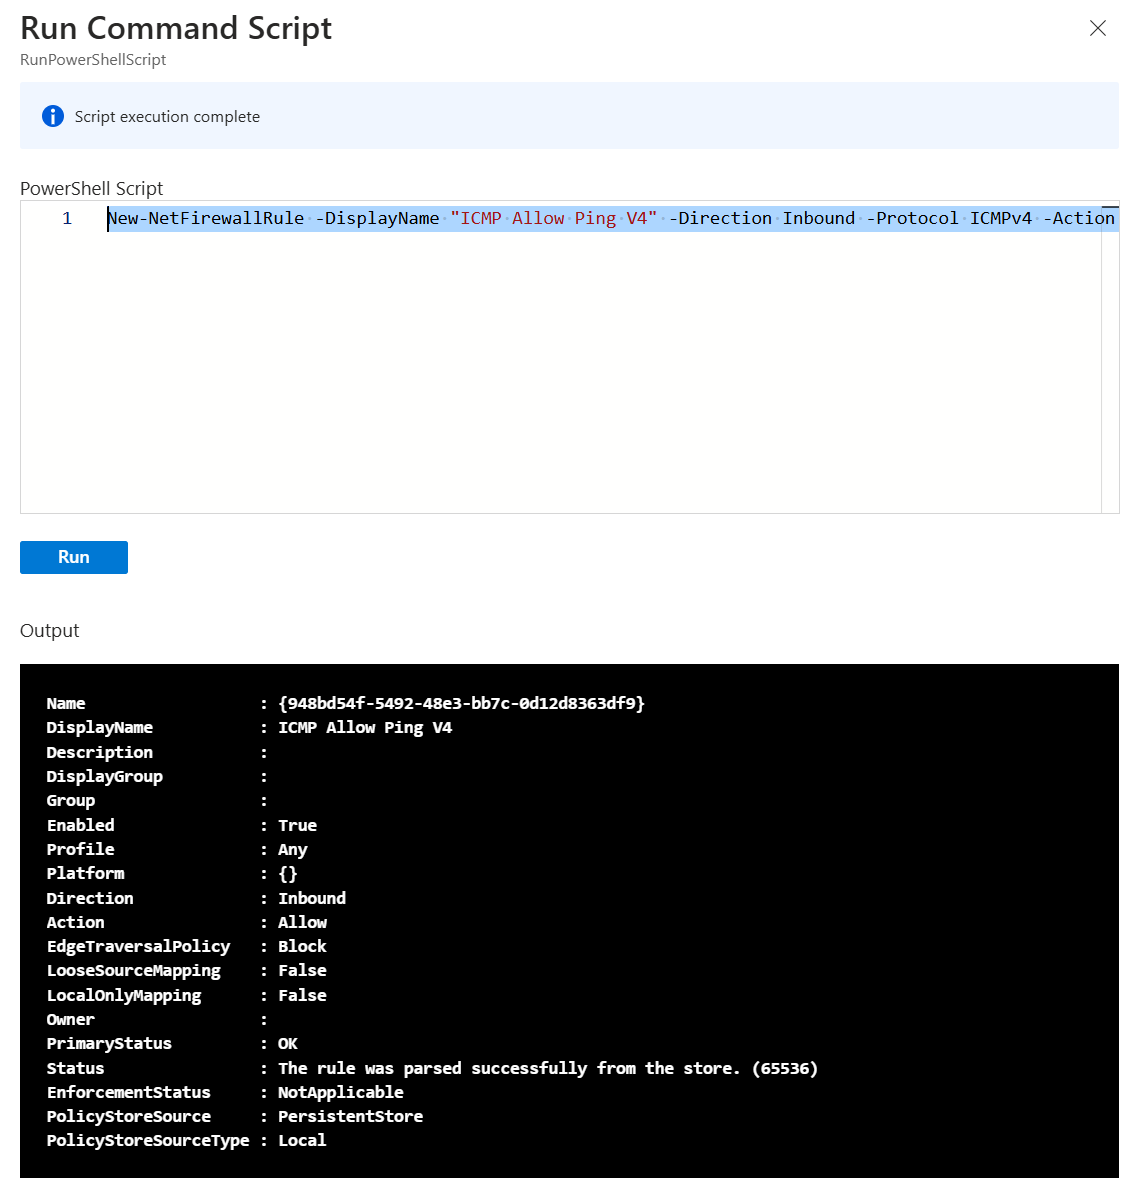 Run Command Script
RunPowerShellScript
Script execution complete
PowerShell Script
1 New-NetFirewallRule -DisplayName "ICMP Allow Ping V4" -Direction Inbound -Protocol ICMPv4 -Action
Run
Output
Name : {948bd54f-5492-48e3-bb7c-0d12d8363df9}
DisplayName : ICMP Allow Ping V4
Description :
DisplayGroup :
Group :
Enabled : True
Profile : Any
Platform : {}
Direction : Inbound
Action : Allow
EdgeTraversalPolicy : Block
LooseSourceMapping : False
LocalOnlyMapping : False
Owner :
PrimaryStatus : OK
Status : The rule was parsed successfully from the store. (65536)
EnforcementStatus : NotApplicable
PolicyStoreSource : PersistentStore
PolicyStoreSourceType : Local